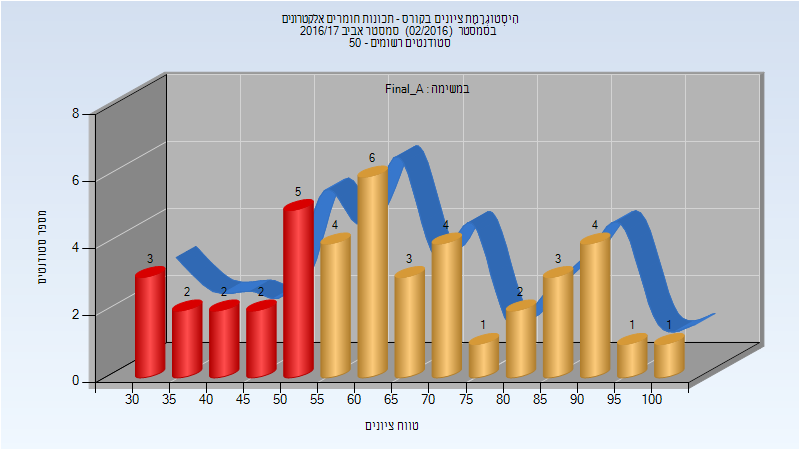 היסטוגרמת ציונים בקורס - תכונות חומרים אלקטרונים
בסמסטר (02/2016) סמסטר אביב 2016/17
סטודנטים רשומים - 50
במשימה : Final_A
מספר סטודנטים
8
6
4
2
0
3
2
2
2
5
4
6
3
4
1
2
3
4
1
1
30 35 40 45 50 55 60 65 70 75 80 85 90 95 100
טווח ציונים